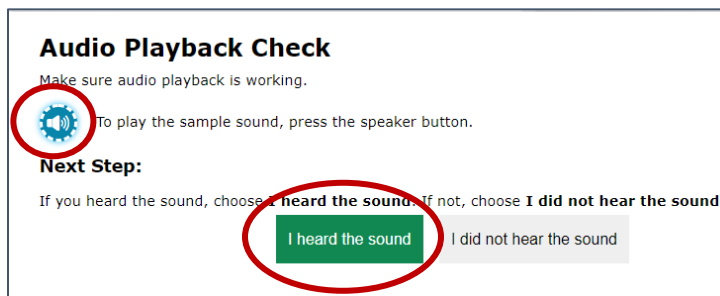 Audio Playback Check
Make sure audio playback is working.
To play the sample sound, press the speaker button.
Next Step:
If you heard the sound, choose I heard the sound. If not, choose I did not hear the sound
I heard the sound
I did not hear the sound